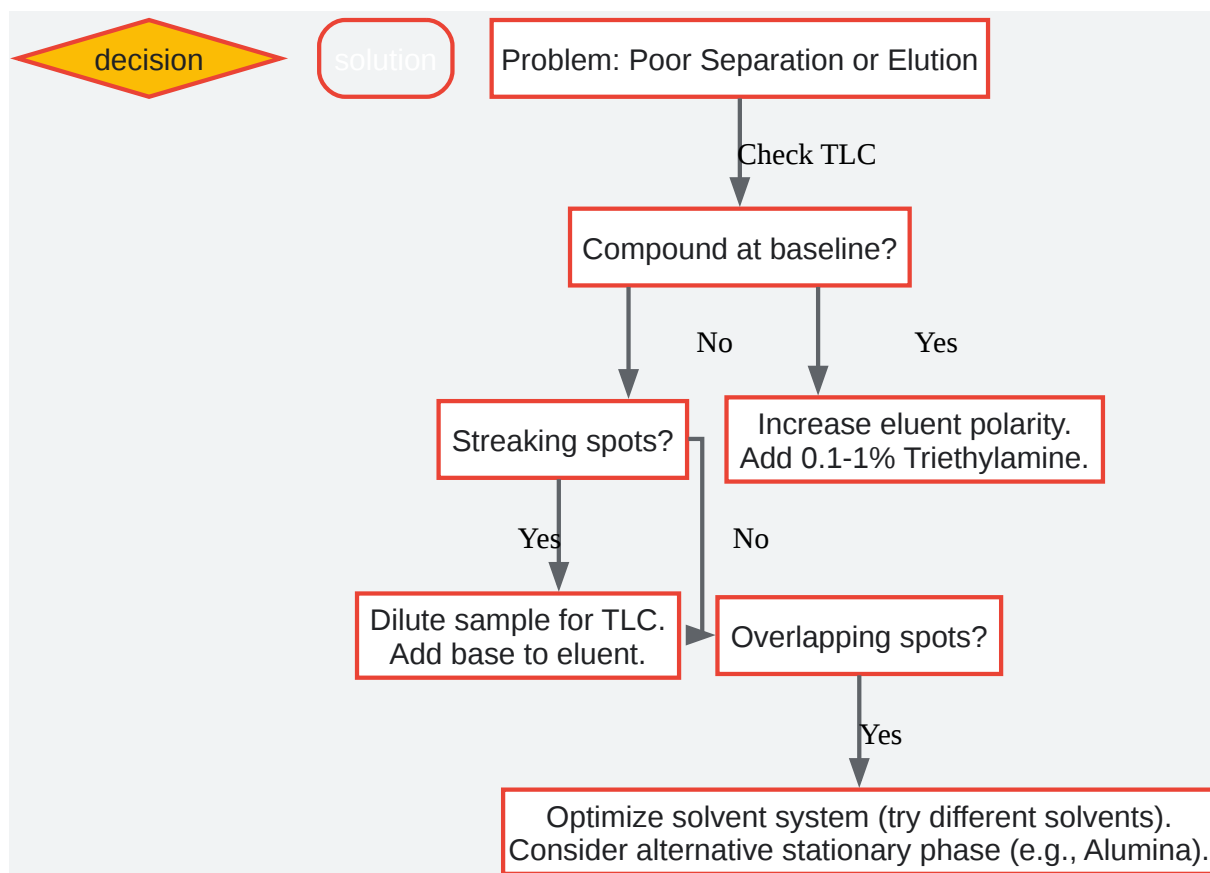 decision
solution
Problem: Poor Separation or Elution
Check TLC
Compound at baseline?
No
Yes
Streaking spots?
Increase eluent polarity.
Add 0.1-1% Triethylamine.
Yes
No
Dilute sample for TLC.
Add base to eluent.
Overlapping spots?
Yes
Optimize solvent system (try different solvents).
Consider alternative stationary phase (e.g., Alumina).